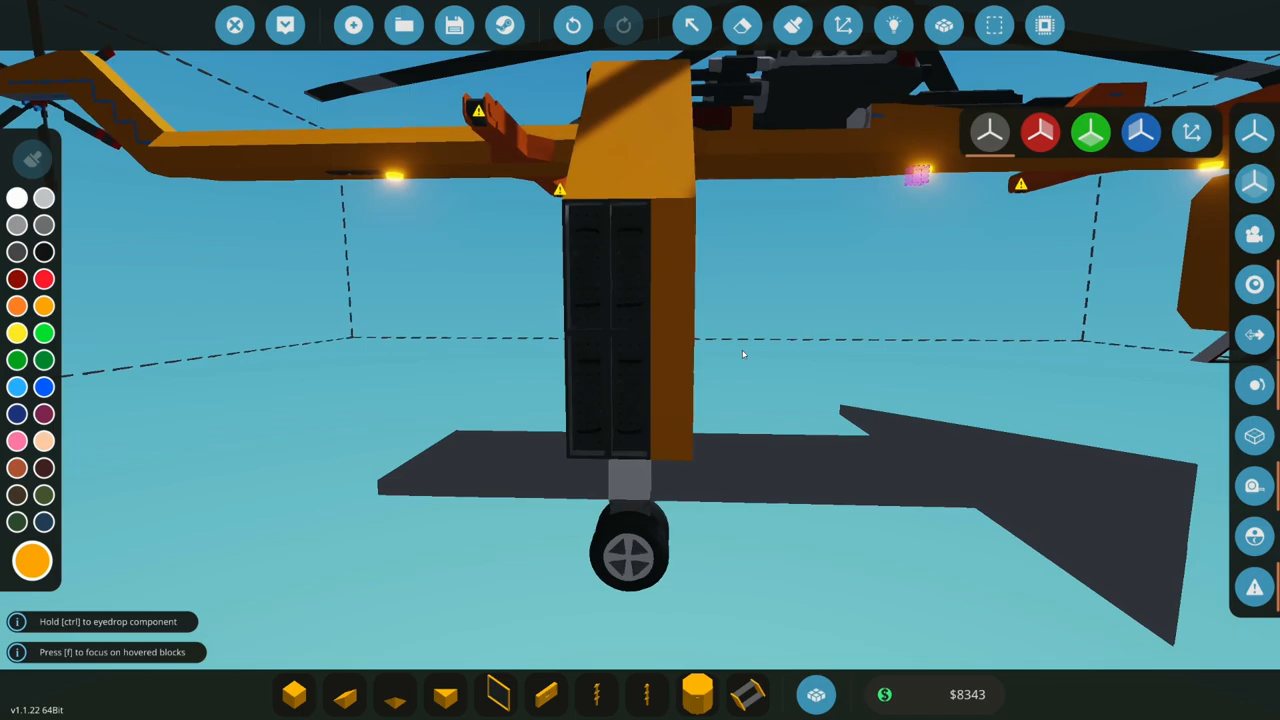 Hold [ctrl] to eyedrop component
Press [f] to focus on hovered blocks
$ $8343
v1.1.22 64Bit